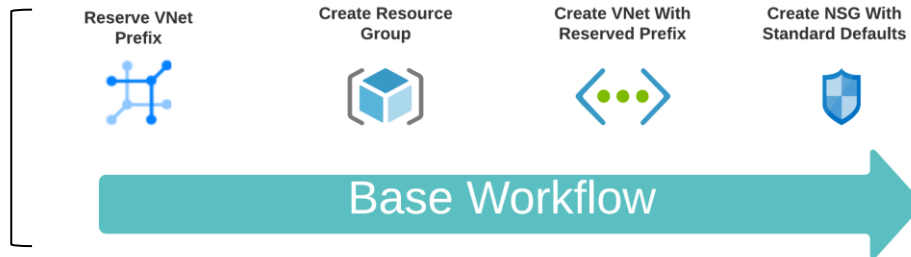 Reserve VNet
Prefix
Create Resource
Group
Create VNet With
Reserved Prefix
Create NSG With
Standard Defaults
Base Workflow